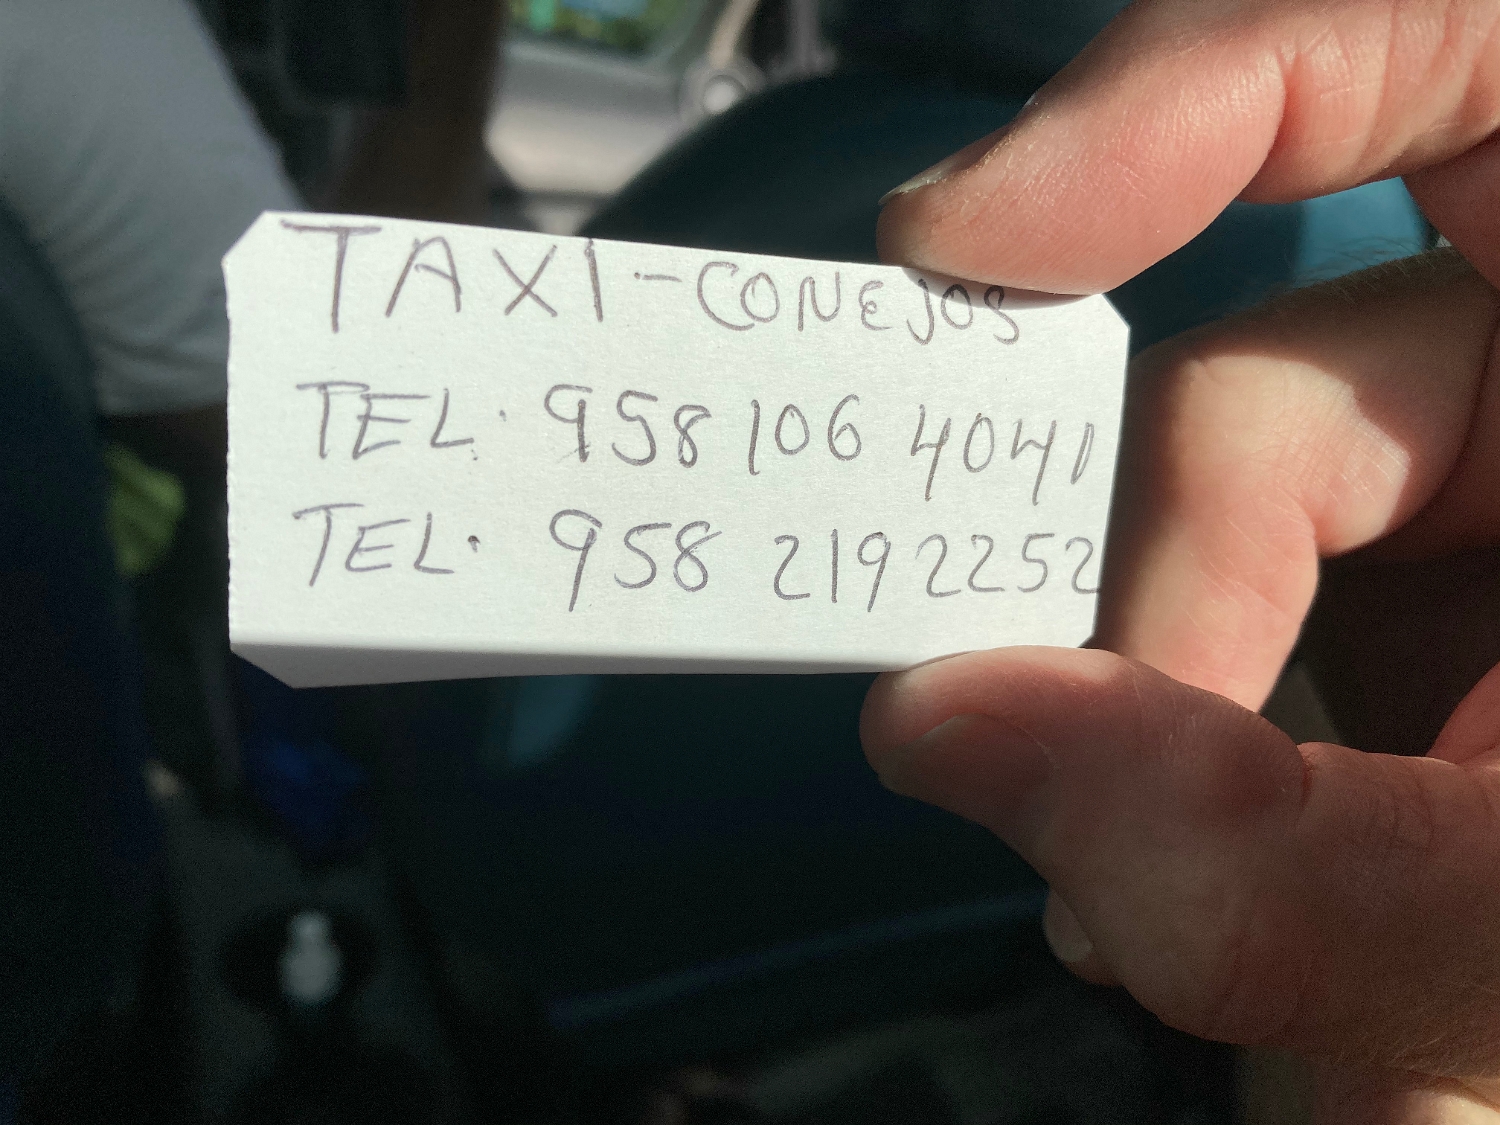 TAXI-CONEJOS
TEL. 958 106 4041
TEL. 958 2192252